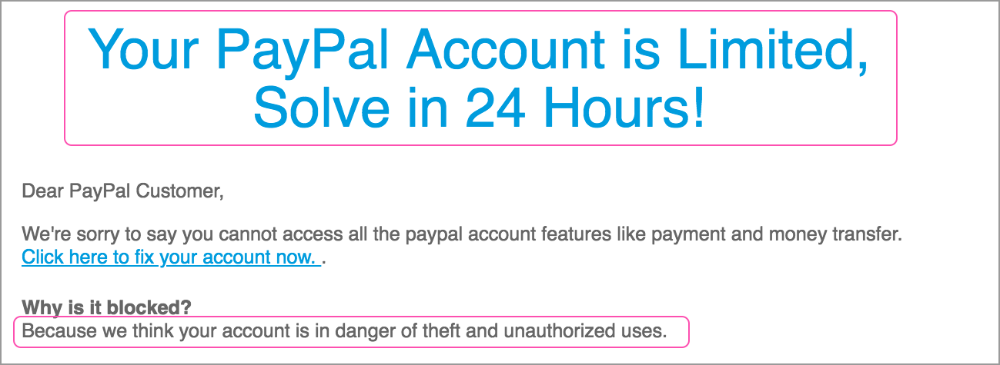 Your PayPal Account is Limited,
Solve in 24 Hours!
Dear PayPal Customer,
We're sorry to say you cannot access all the paypal account features like payment and money transfer.
Click here to fix your account now. .
Why is it blocked?
Because we think your account is in danger of theft and unauthorized uses.